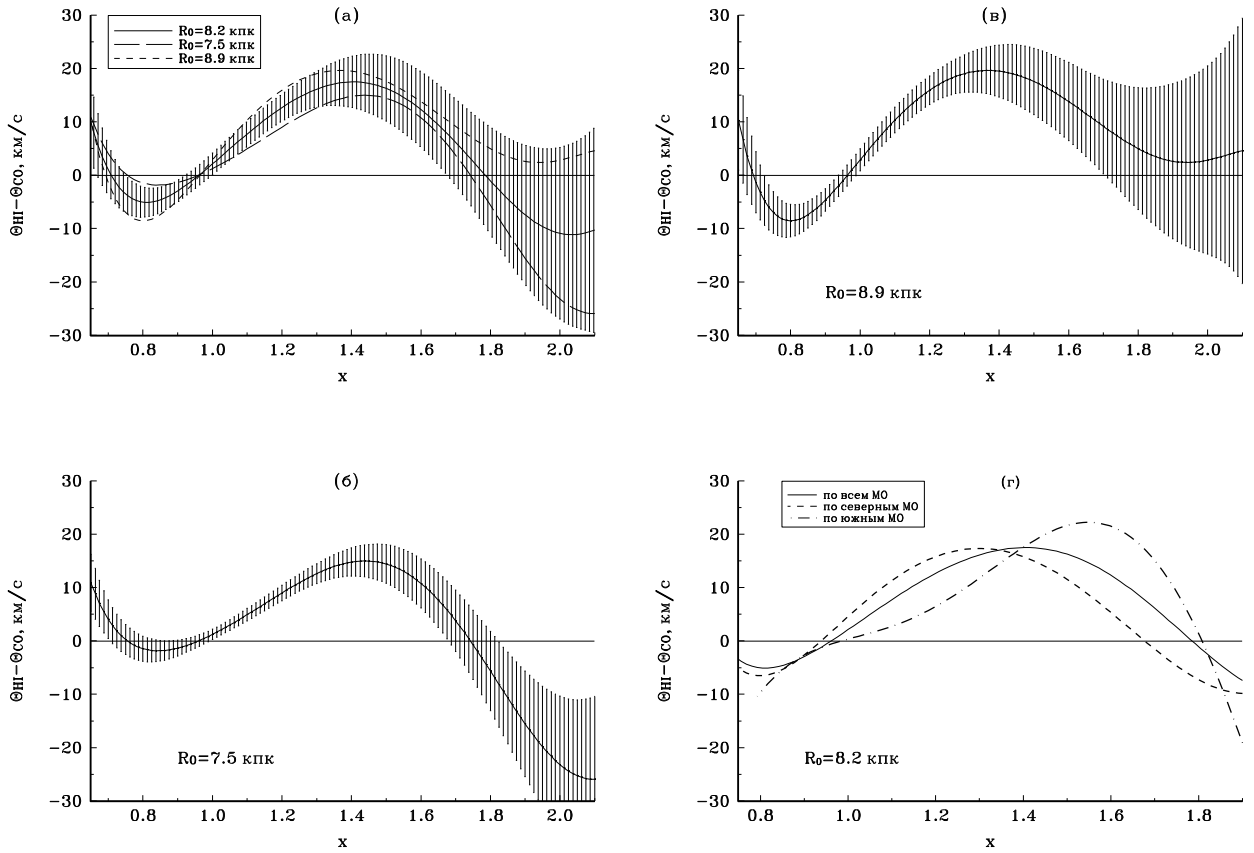 (а)
R₀=8.2 кпк
R₀=7.5 кпк
R₀=8.9 кпк
30
20
10
0
−10
−20
−30
ΘHI−ΘCO, км/с
0.8 1.0 1.2 1.4 1.6 1.8 2.0
x
(в)
30
20
10
0
−10
−20
−30
ΘHI−ΘCO, км/с
R₀=8.9 кпк
0.8 1.0 1.2 1.4 1.6 1.8 2.0
x
(б)
30
20
10
0
−10
−20
−30
ΘHI−ΘCO, км/с
R₀=7.5 кпк
0.8 1.0 1.2 1.4 1.6 1.8 2.0
x
(г)
по всем МО
по северным МО
по южным МО
30
20
10
0
−10
−20
−30
ΘHI−ΘCO, км/с
R₀=8.2 кпк
0.8 1.0 1.2 1.4 1.6 1.8
x